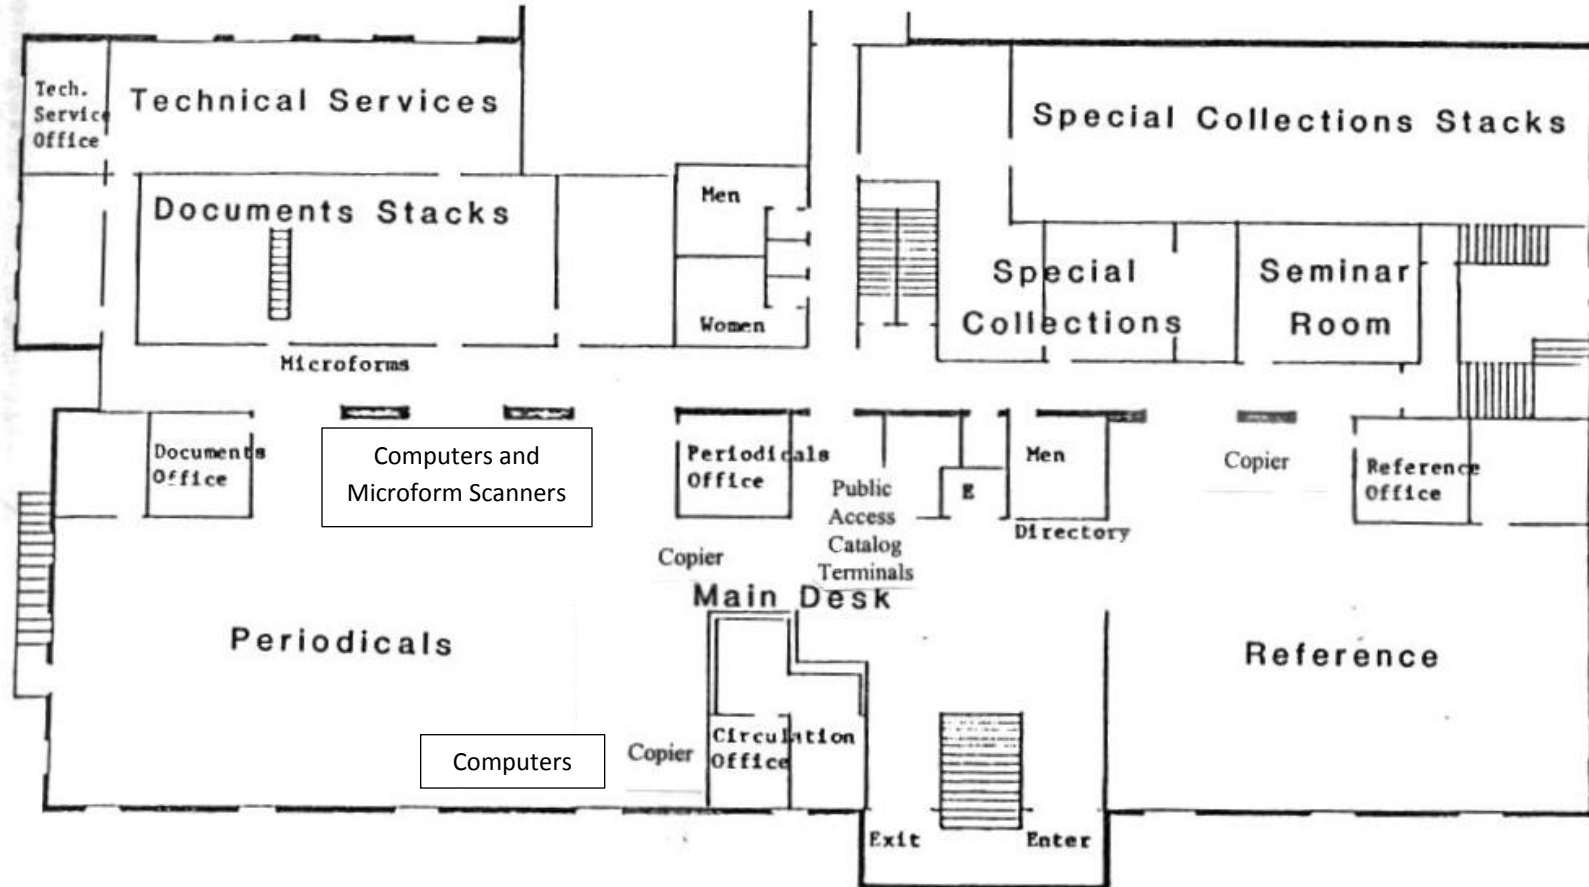 Tech.
Service
Office
Technical Services
Special Collections Stacks
Documents Stacks
Men
Women
Special
Collections
Seminar
Room
Microforms
Documents
Office
Computers and
Microform Scanners
Periodicals
Office
Public
Access
Catalog
Terminals
E
Men
Directory
Copier
Reference
Office
Copier
Main Desk
Periodicals
Reference
Computers
Copier
Circulation
Office
Exit
Enter